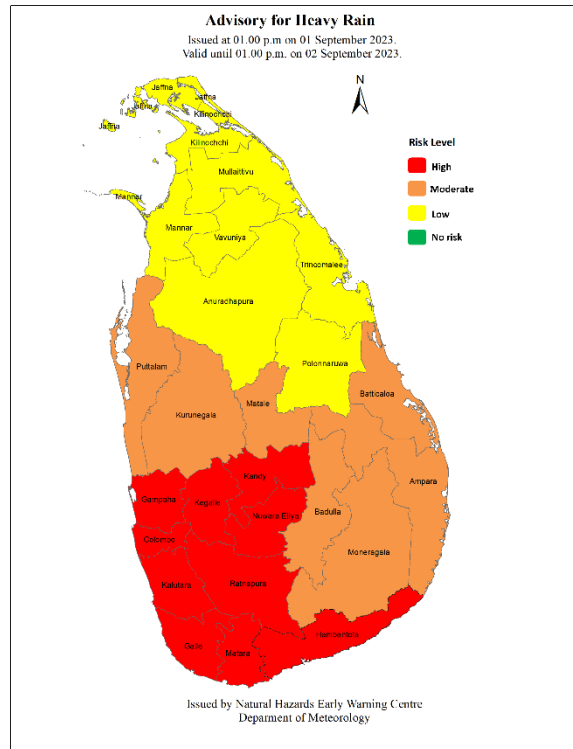 Advisory for Heavy Rain
Issued at 01.00 p.m on 01 September 2023.
Valid until 01.00 p.m. on 02 September 2023.
N
Jaffna
Jaffna
Jaffna
Kilinochchi
Jaffna
Kilinochchi
Mullaittivu
Mannar
Mannar
Vavuniya
Trincomalee
Anuradhapura
Risk Level
High
Moderate
Low
No risk
Polonnaruwa
Puttalam
Batticaloa
Matale
Kurunegala
Kandy
Ampara
Gampaha
Kegalle
Nuwara Eliya
Badulla
Colombo
Moneragala
Kalutara
Ratnapura
Hambantota
Galle
Matara
Issued by Natural Hazards Early Warning Centre
Deparment of Meteorology